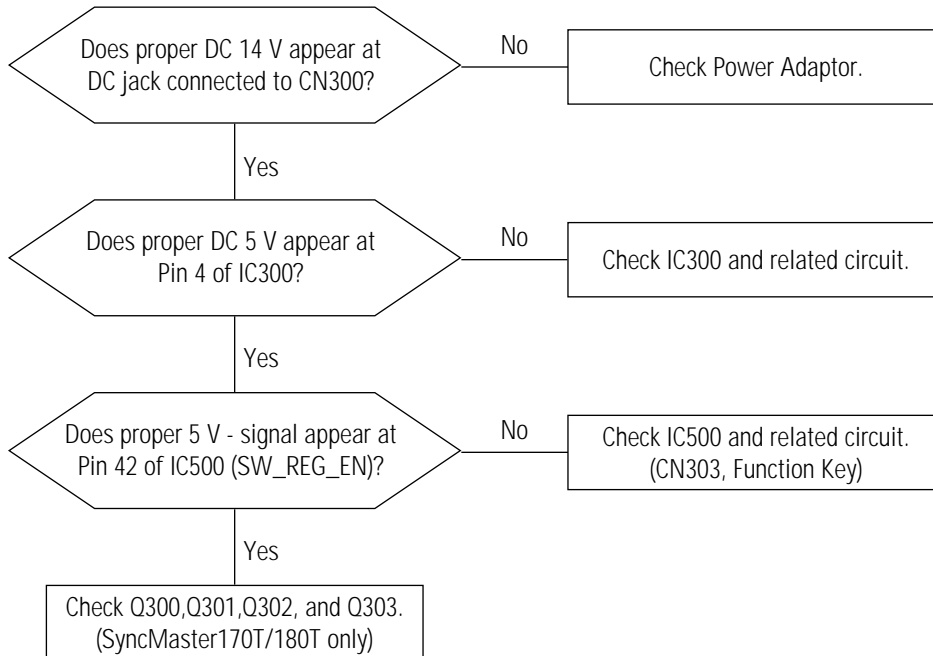 Does proper DC 14 V appear at
DC jack connected to CN300?
No
Check Power Adaptor.
Yes
Does proper DC 5 V appear at
Pin 4 of IC300?
No
Check IC300 and related circuit.
Yes
Does proper 5 V - signal appear at
Pin 42 of IC500 (SW_REG_EN)?
No
Check IC500 and related circuit.
(CN303, Function Key)
Yes
Check Q300,Q301,Q302, and Q303.
(SyncMaster170T/180T only)